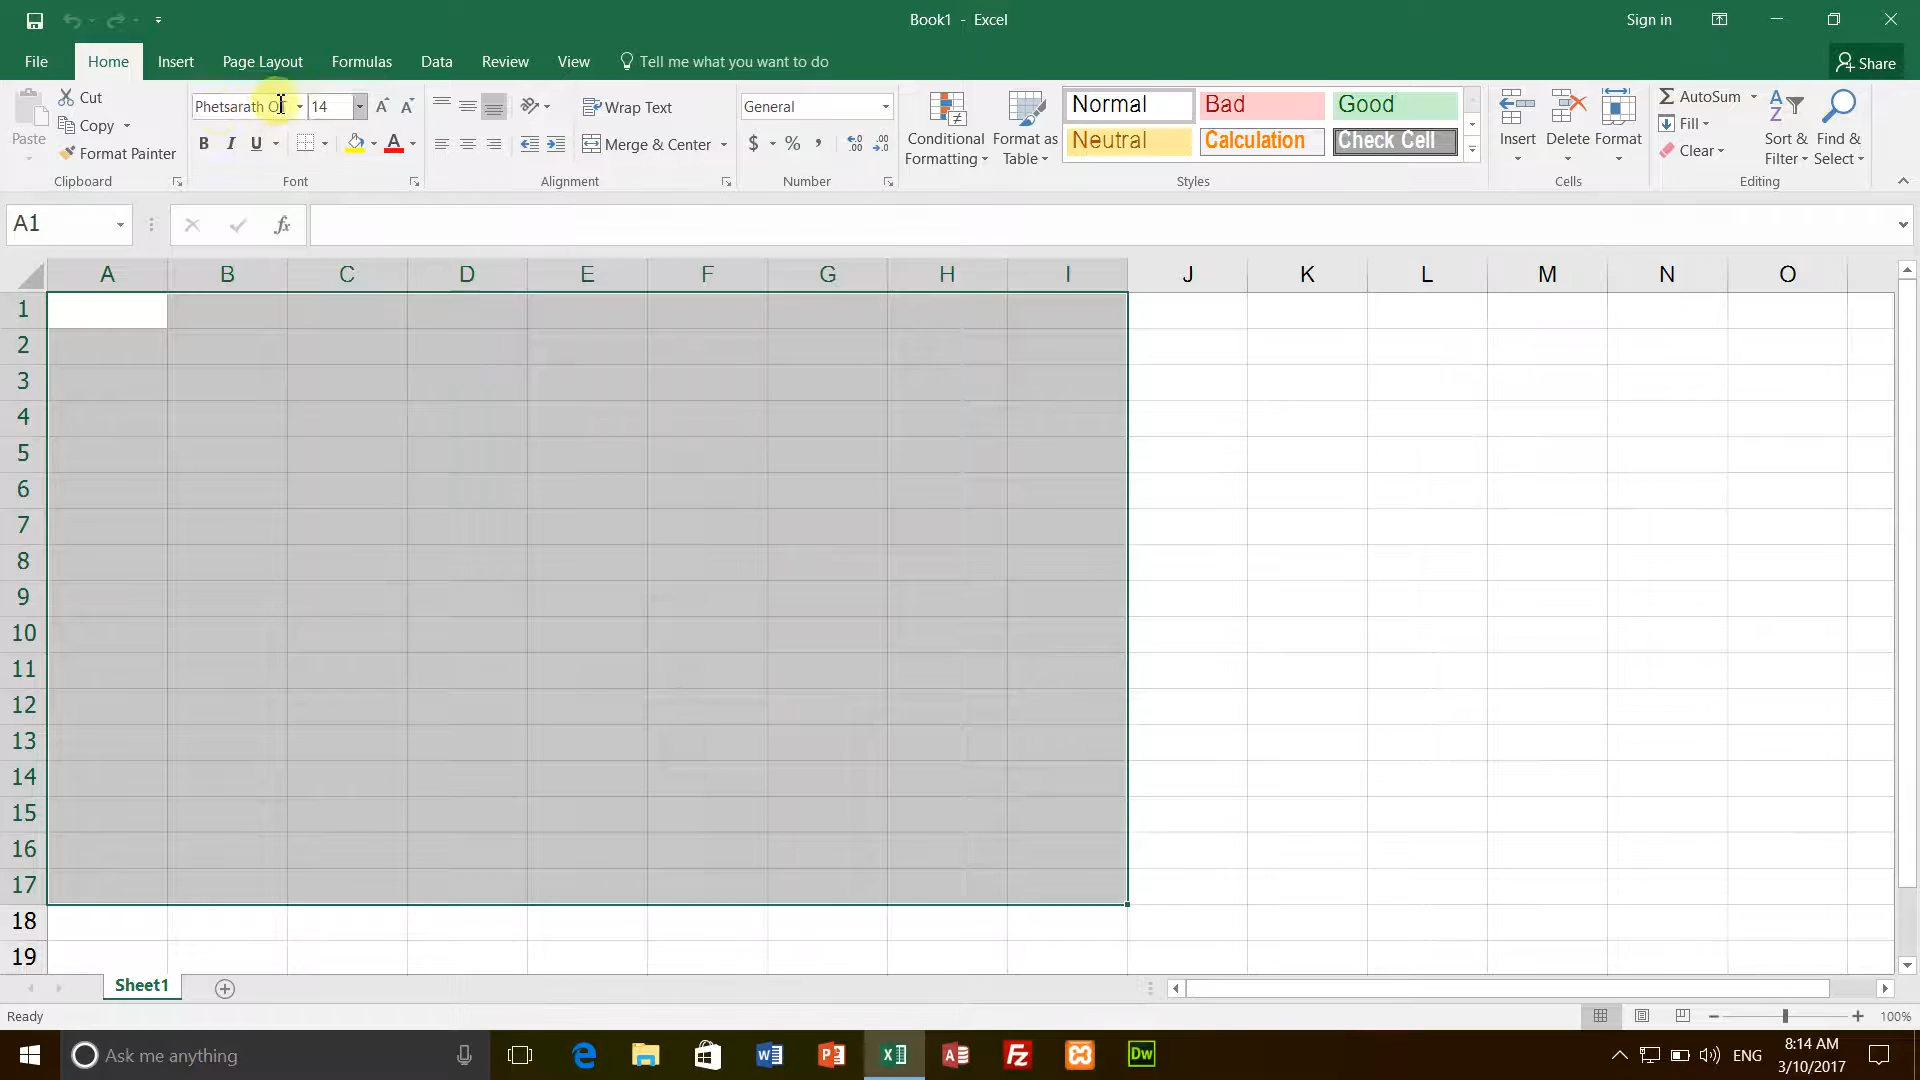 Book1 - Excel
Sign in
File Home Insert Page Layout Formulas Data Review View Tell me what you want to do Share
Paste
Cut
Copy
Format Painter
Clipboard
Phetsarath 14
B I U
Font
Wrap Text
Merge & Center
Alignment
General
$ % ,
Number
Conditional Formatting
Format as Table
Normal Bad Good
Neutral Calculation Check Cell
Styles
Insert Delete Format
Cells
AutoSum
Fill
Clear
Sort & Filter
Find & Select
Editing
A1
fx
A B C D E F G H I J K L M N O
1
2
3
4
5
6
7
8
9
10
11
12
13
14
15
16
17
18
19
Sheet1
Ready
100%
Ask me anything
Dw
ENG
8:14 AM
3/10/2017